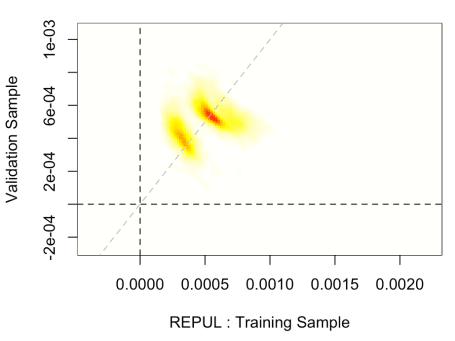 1e-03
6e-04
2e-04
-2e-04
Validation Sample
0.0000 0.0005 0.0010 0.0015 0.0020
REPUL : Training Sample